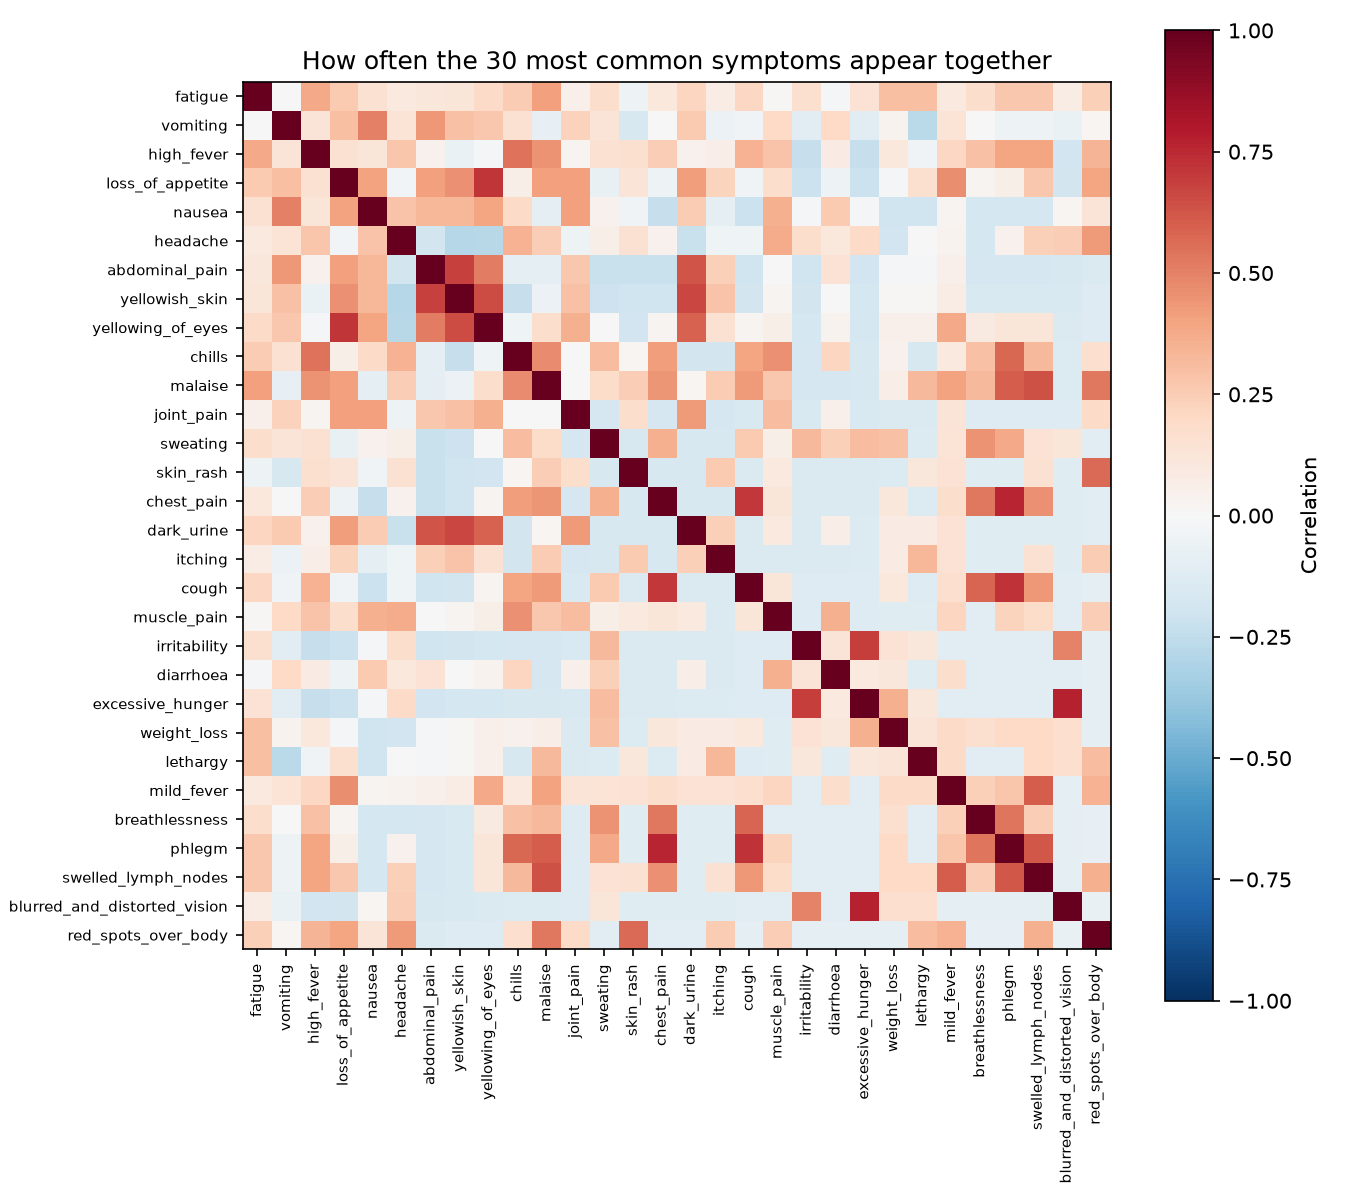 How often the 30 most common symptoms appear together
fatigue
vomiting
high_fever
loss_of_appetite
nausea
headache
abdominal_pain
yellowish_skin
yellowing_of_eyes
chills
malaise
joint_pain
sweating
skin_rash
chest_pain
dark_urine
itching
cough
muscle_pain
irritability
diarrhoea
excessive_hunger
weight_loss
lethargy
mild_fever
breathlessness
phlegm
swelled_lymph_nodes
blurred_and_distorted_vision
red_spots_over_body
fatigue
vomiting
high_fever
loss_of_appetite
nausea
headache
abdominal_pain
yellowish_skin
yellowing_of_eyes
chills
malaise
joint_pain
sweating
skin_rash
chest_pain
dark_urine
itching
cough
muscle_pain
irritability
diarrhoea
excessive_hunger
weight_loss
lethargy
mild_fever
breathlessness
phlegm
swelled_lymph_nodes
blurred_and_distorted_vision
red_spots_over_body
1.00
0.75
0.50
0.25
0.00
−0.25
−0.50
−0.75
−1.00
Correlation